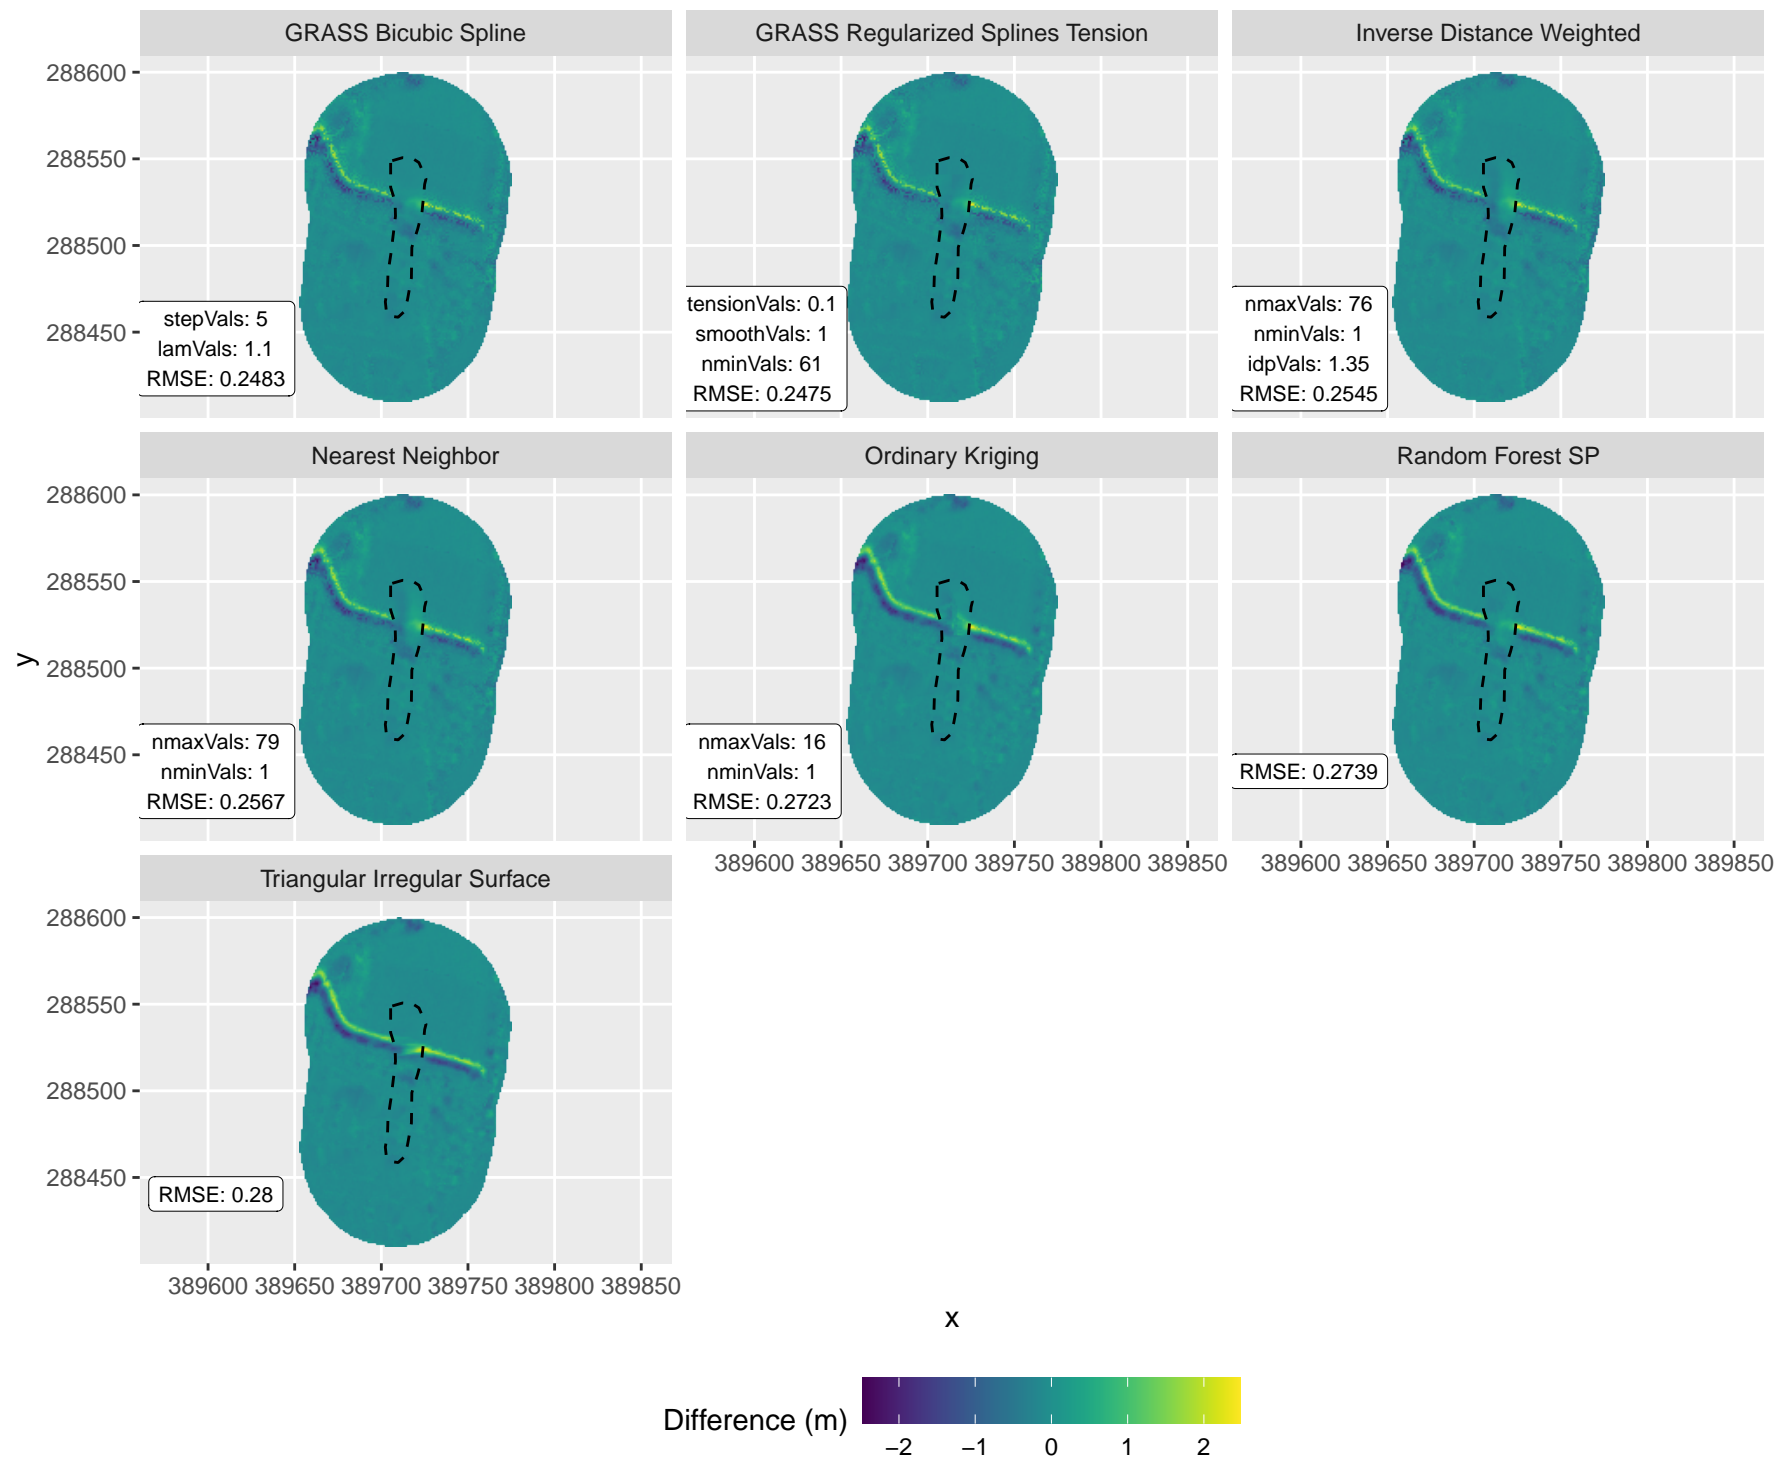 GRASS Bicubic Spline
GRASS Regularized Splines Tension
Inverse Distance Weighted
288600
288550
288500
288450
stepVals: 5
lamVals: 1.1
RMSE: 0.2483
tensionVals: 0.1
smoothVals: 1
nminVals: 61
RMSE: 0.2475
nmaxVals: 76
nminVals: 1
idpVals: 1.35
RMSE: 0.2545
Nearest Neighbor
Ordinary Kriging
Random Forest SP
288600
288550
288500
288450
nmaxVals: 79
nminVals: 1
RMSE: 0.2567
nmaxVals: 16
nminVals: 1
RMSE: 0.2723
RMSE: 0.2739
389600 389650 389700 389750 389800 389850
389600 389650 389700 389750 389800 389850
y
Triangular Irregular Surface
288600
288550
288500
288450
RMSE: 0.28
389600 389650 389700 389750 389800 389850
x
Difference (m)
−2 −1 0 1 2